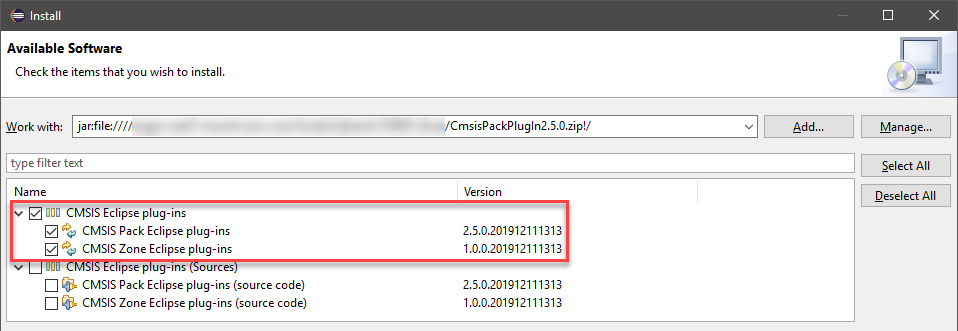 Install
Available Software
Check the items that you wish to install.
Work with: jar:file://// /CmsisPackPlugIn2.5.0.zip!/ Add... Manage...
type filter text Select All
Name Version Deselect All
CMSIS Eclipse plug-ins
CMSIS Pack Eclipse plug-ins 2.5.0.201912111313
CMSIS Zone Eclipse plug-ins 1.0.0.201912111313
CMSIS Eclipse plug-ins (Sources)
CMSIS Pack Eclipse plug-ins (source code) 2.5.0.201912111313
CMSIS Zone Eclipse plug-ins (source code) 1.0.0.201912111313